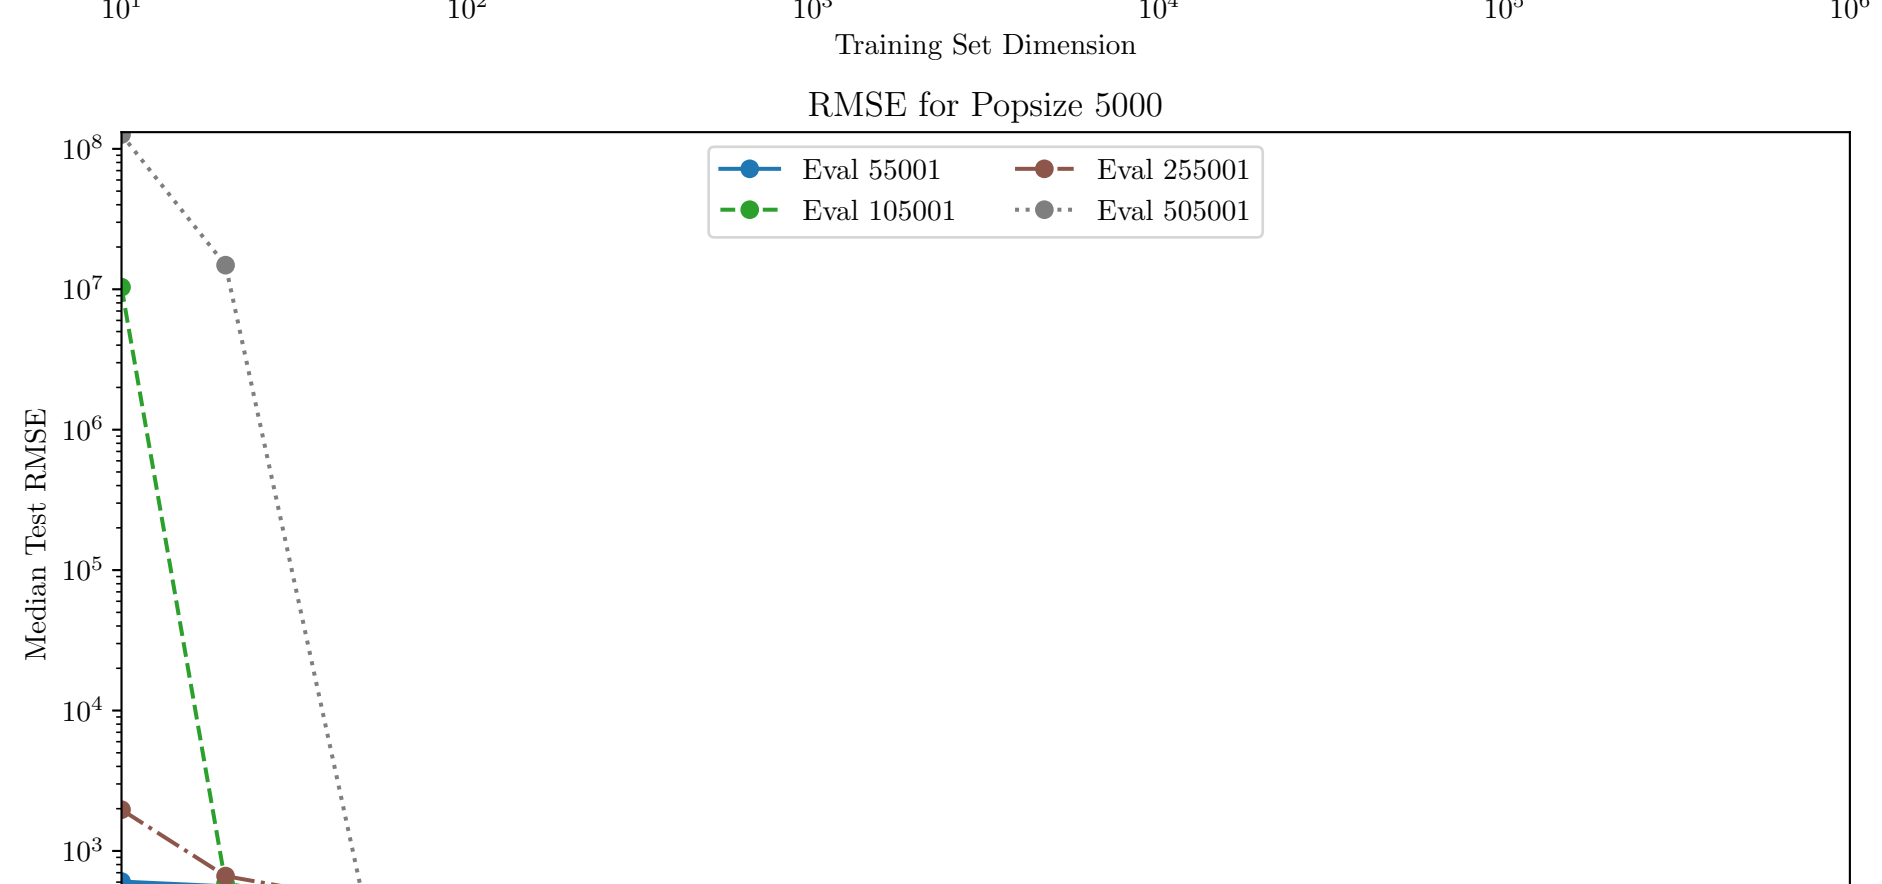 10¹ 10² 10³ 10⁴ 10⁵ 10⁶
Training Set Dimension
RMSE for Popsize 5000
Eval 55001
Eval 105001
Eval 255001
Eval 505001
10⁸
10⁷
10⁶
10⁵
10⁴
10³
Median Test RMSE